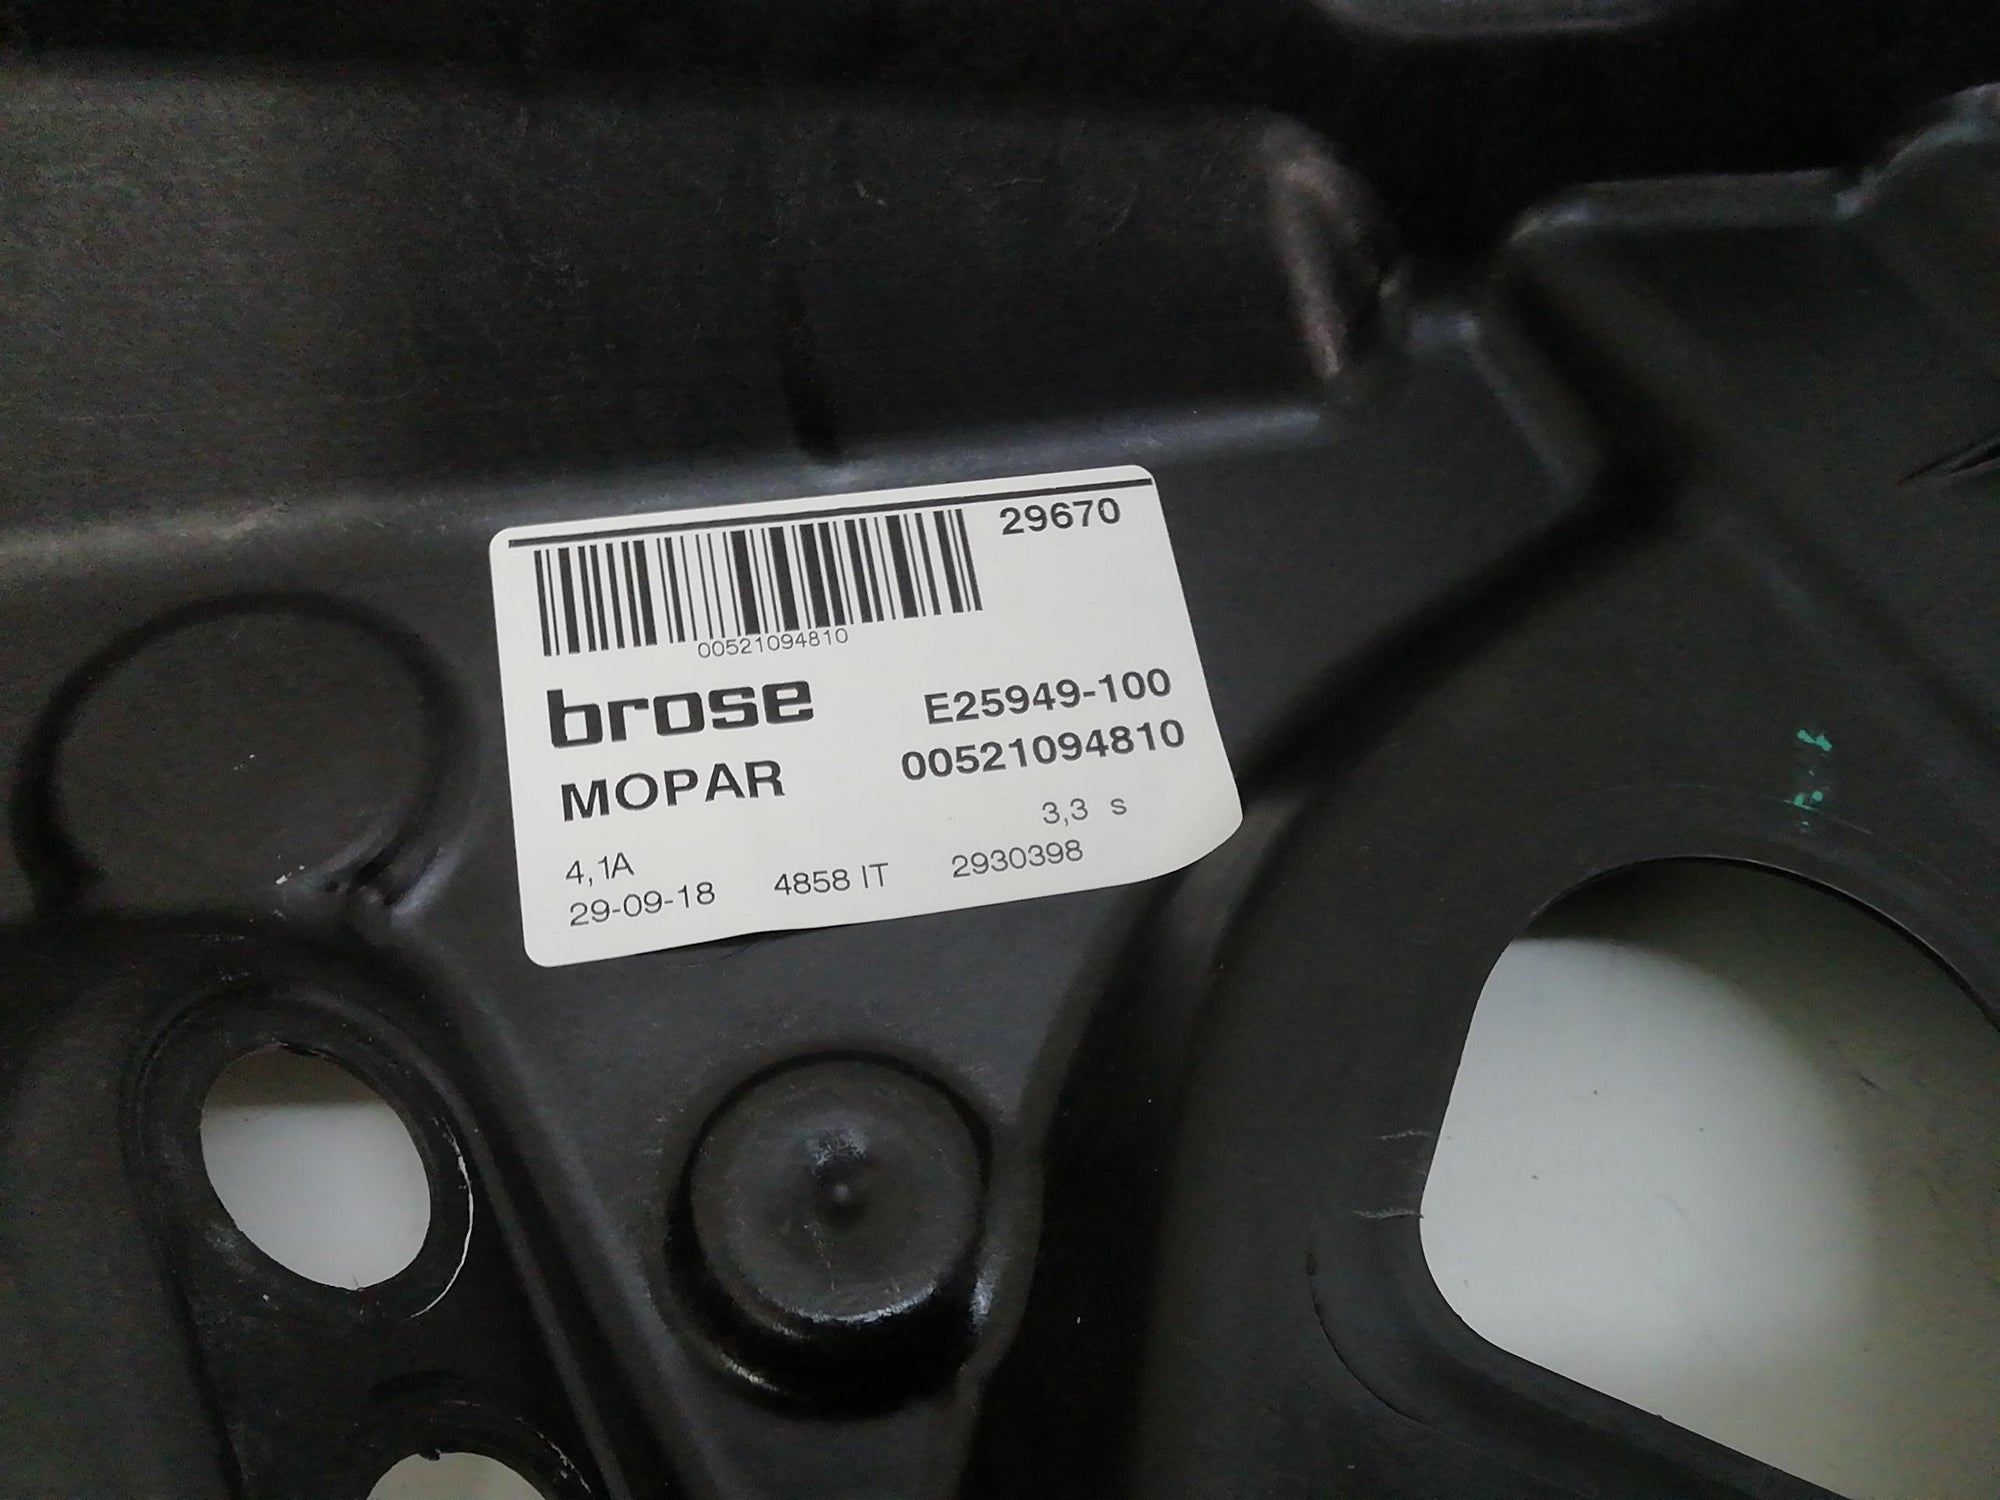 29670
00521094810
brose E25949-100
MOPAR 00521094810
3,3 s
4,1A
29-09-18 4858 IT 2930398